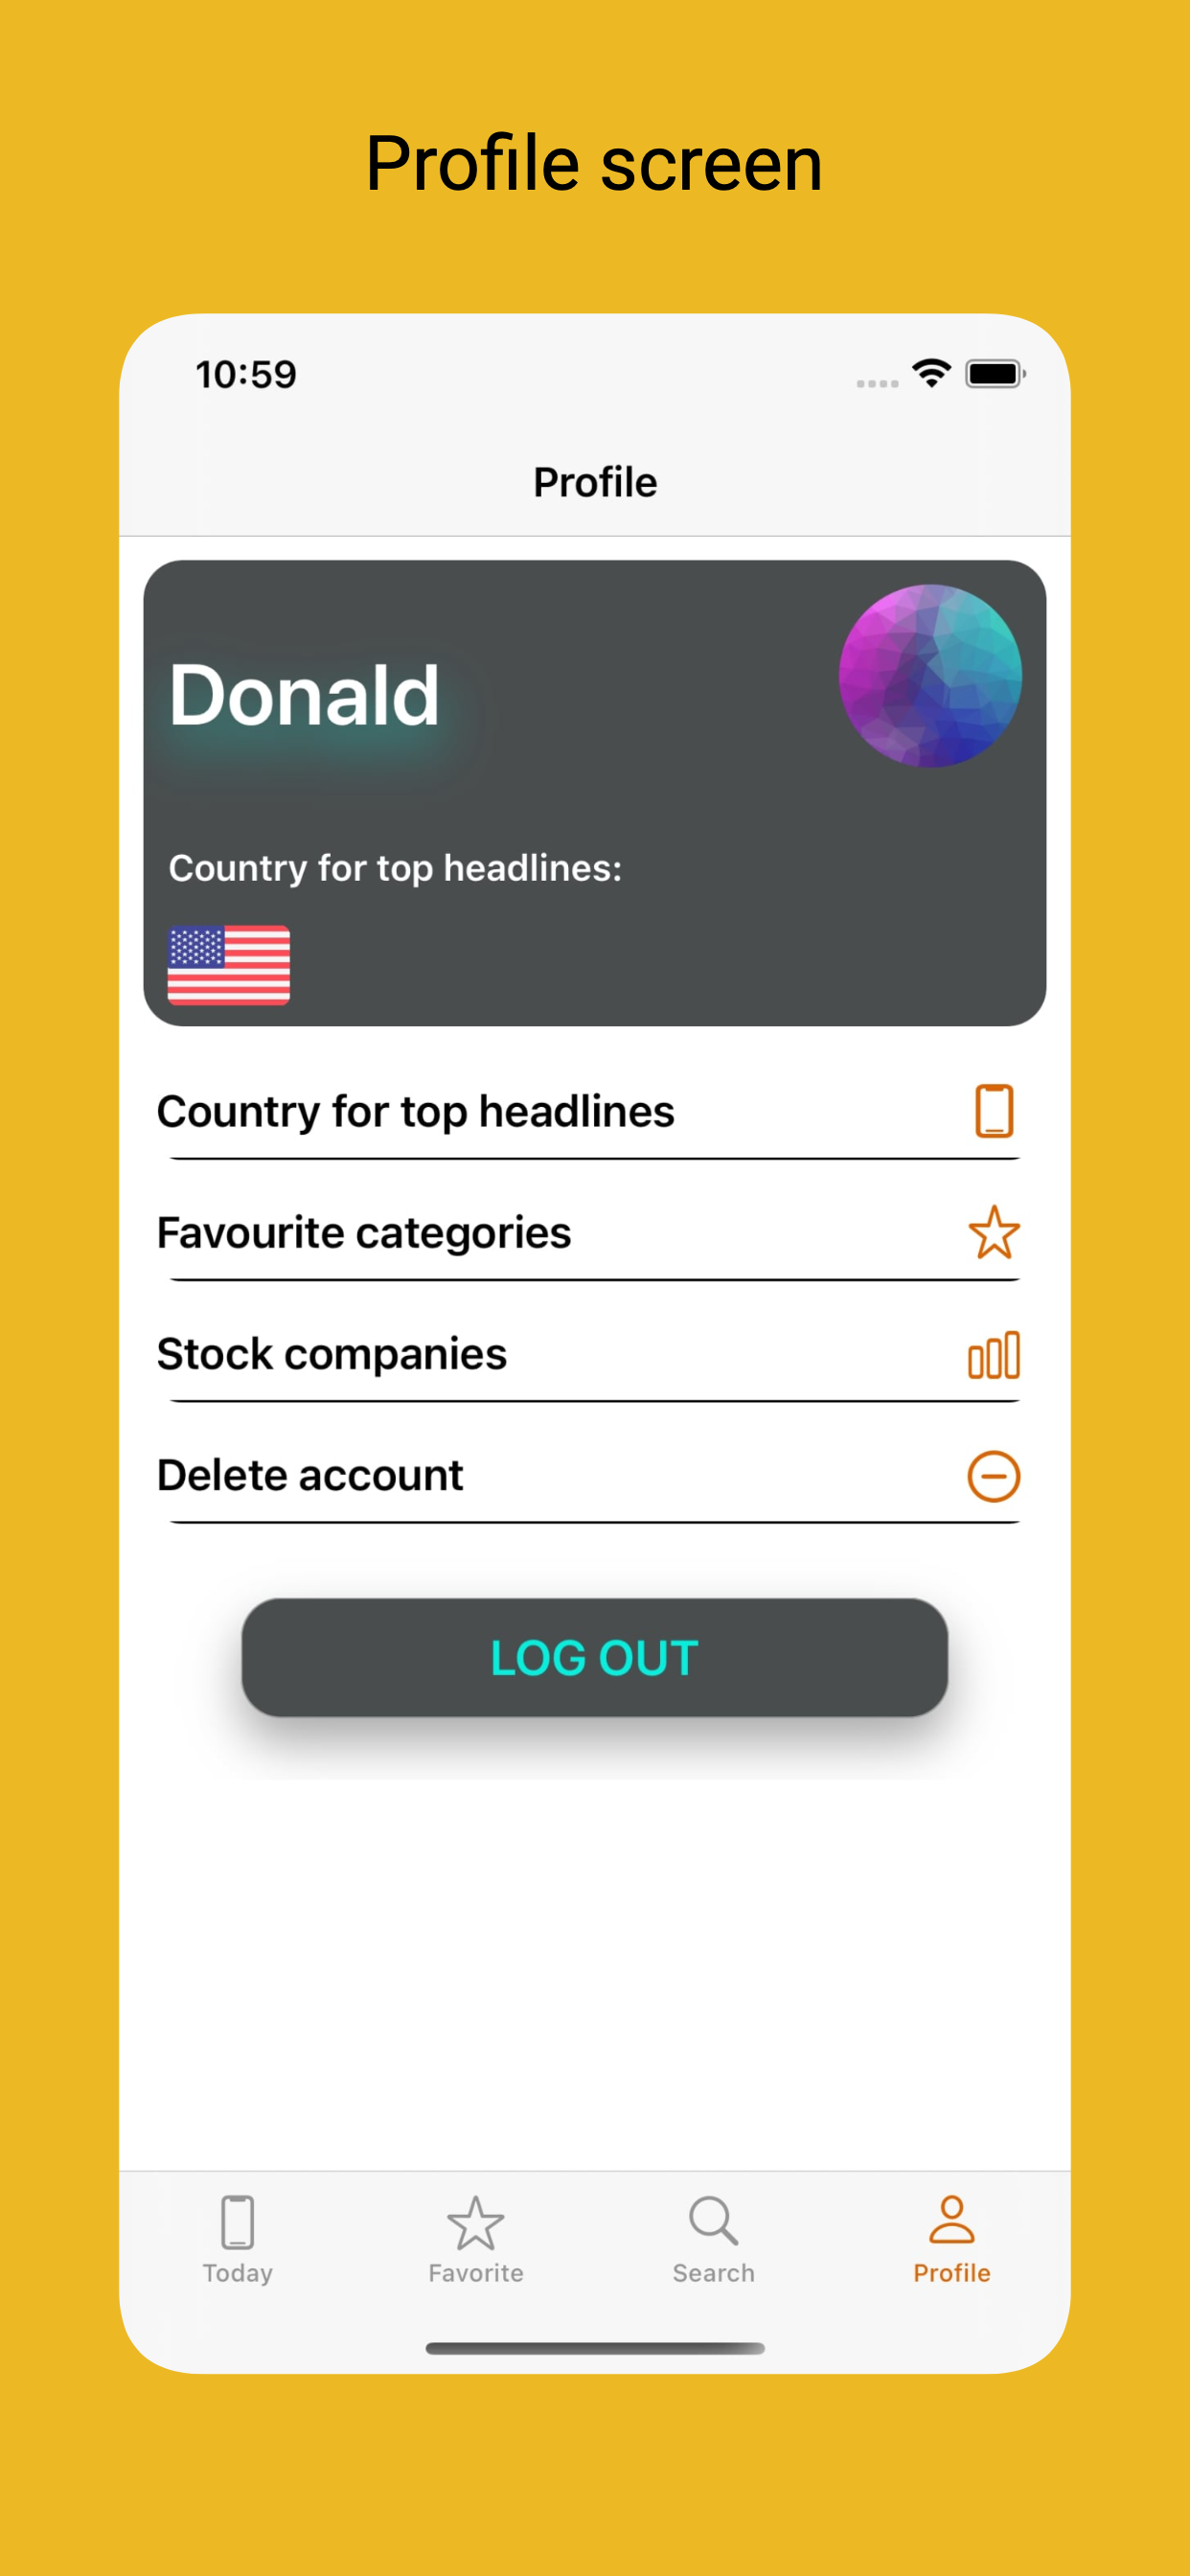 Profile screen
10:59
Profile
Donald
Country for top headlines:
Country for top headlines
Favourite categories
Stock companies
Delete account
LOG OUT
Today Favorite Search Profile